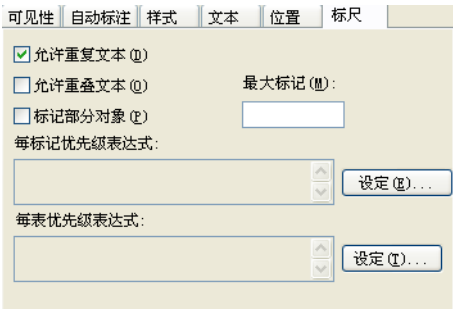 可见性 自动标注 样式 文本 位置 标尺
允许重复文本(D)
允许重叠文本(O) 最大标记(M):
标记部分对象(P)
每标记优先级表达式:
设定(E)...
每表优先级表达式:
设定(I)...